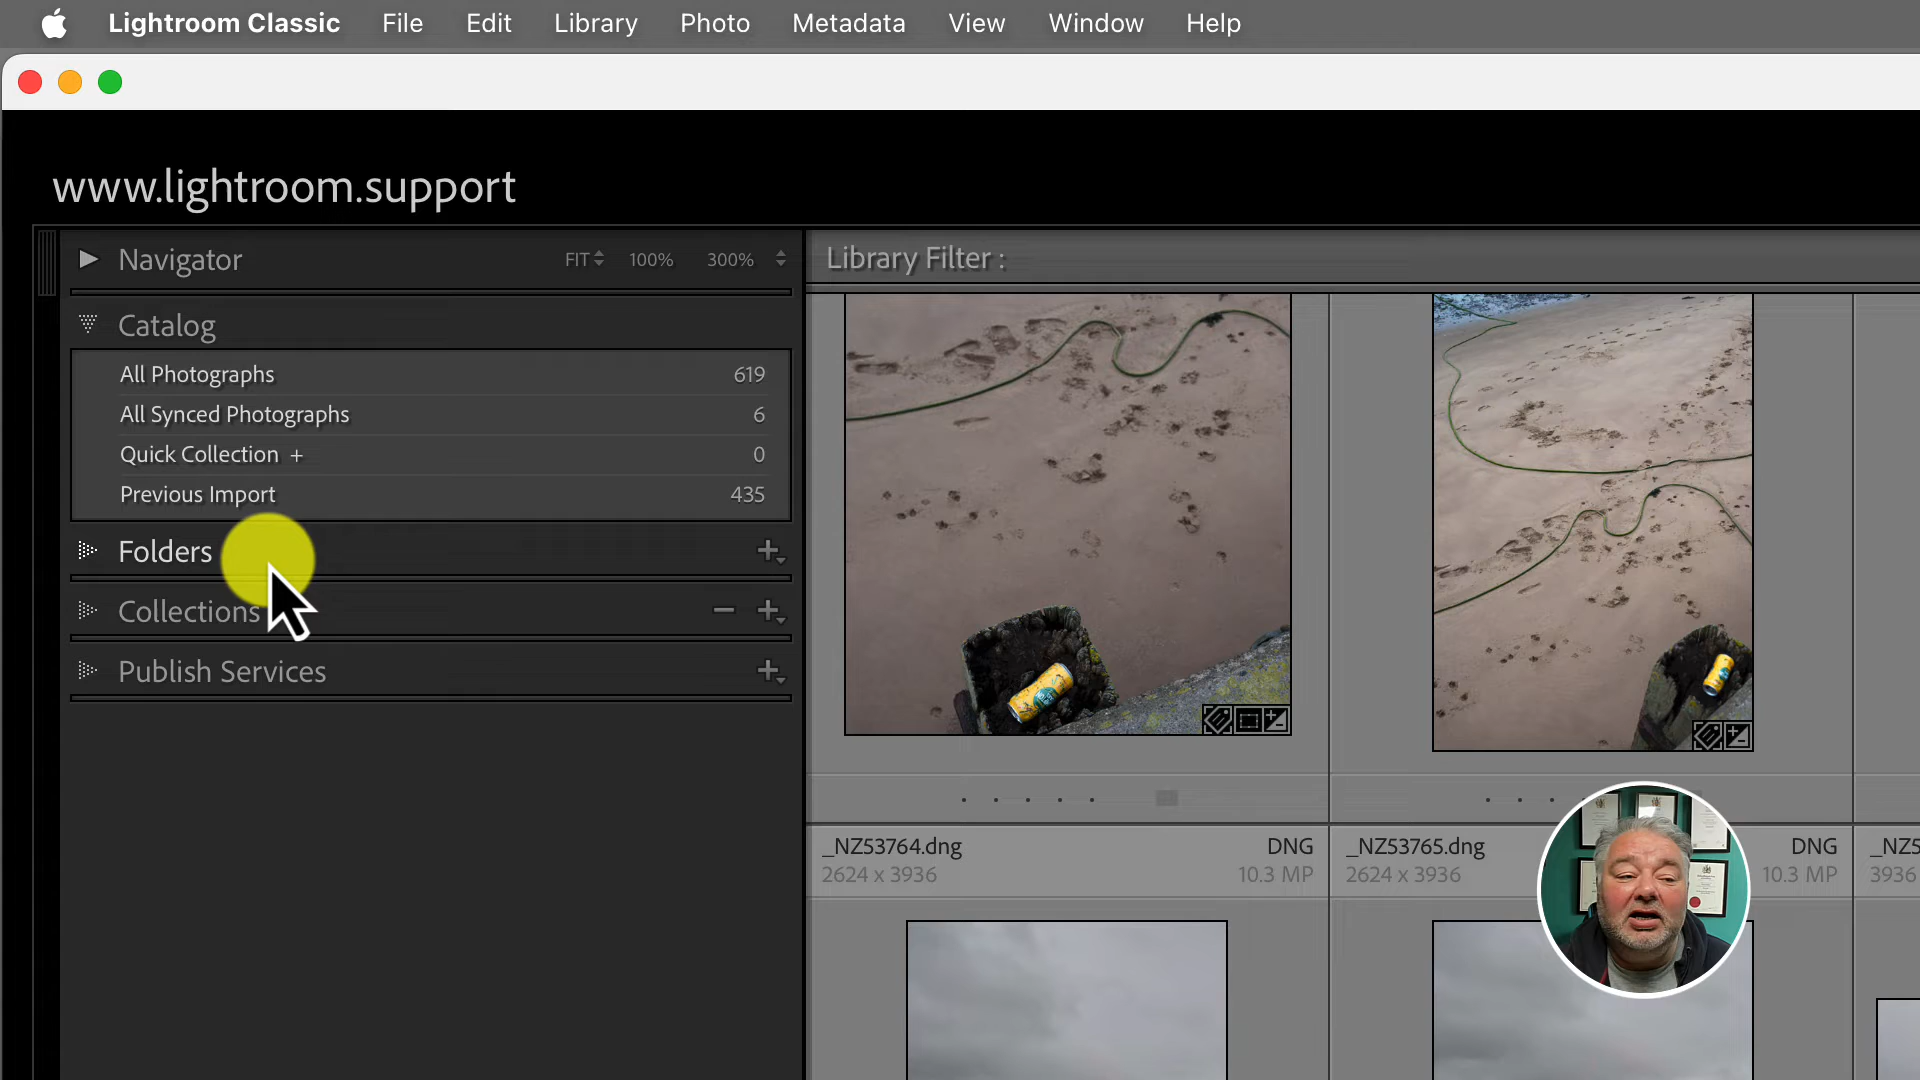 Lightroom Classic File Edit Library Photo Metadata View Window Help
www.lightroom.support
Navigator FIT 100% 300%
Library Filter :
Catalog
All Photographs 619
All Synced Photographs 6
Quick Collection + 0
Previous Import 435
Folders
Collections
Publish Services
_NZ53764.dng DNG
2624 x 3936 10.3 MP
_NZ53765.dng DNG
2624 x 3936 10.3 MP
_NZ5
3936